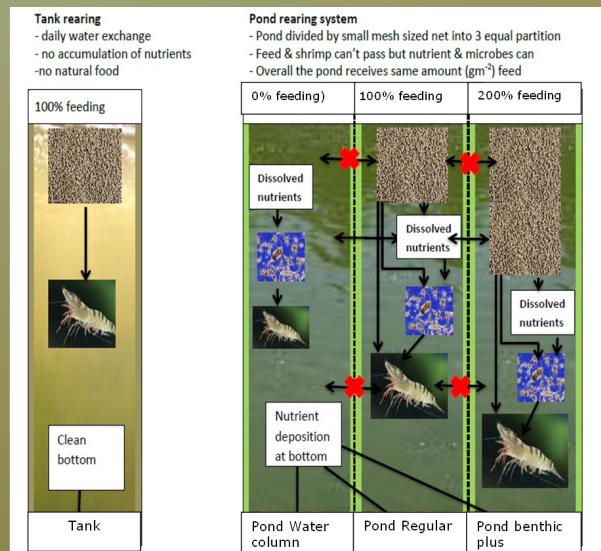 Tank rearing
- daily water exchange
- no accumulation of nutrients
-no natural food
Pond rearing system
- Pond divided by small mesh sized net into 3 equal partition
- Feed & shrimp can't pass but nutrient & microbes can
- Overall the pond receives same amount (gm⁻²) feed
100% feeding
0% feeding)
100% feeding
200% feeding
Dissolved
nutrients
Dissolved
nutrients
Dissolved
nutrients
Clean
bottom
Nutrient
deposition
at bottom
Tank
Pond Water
column
Pond Regular
Pond benthic
plus